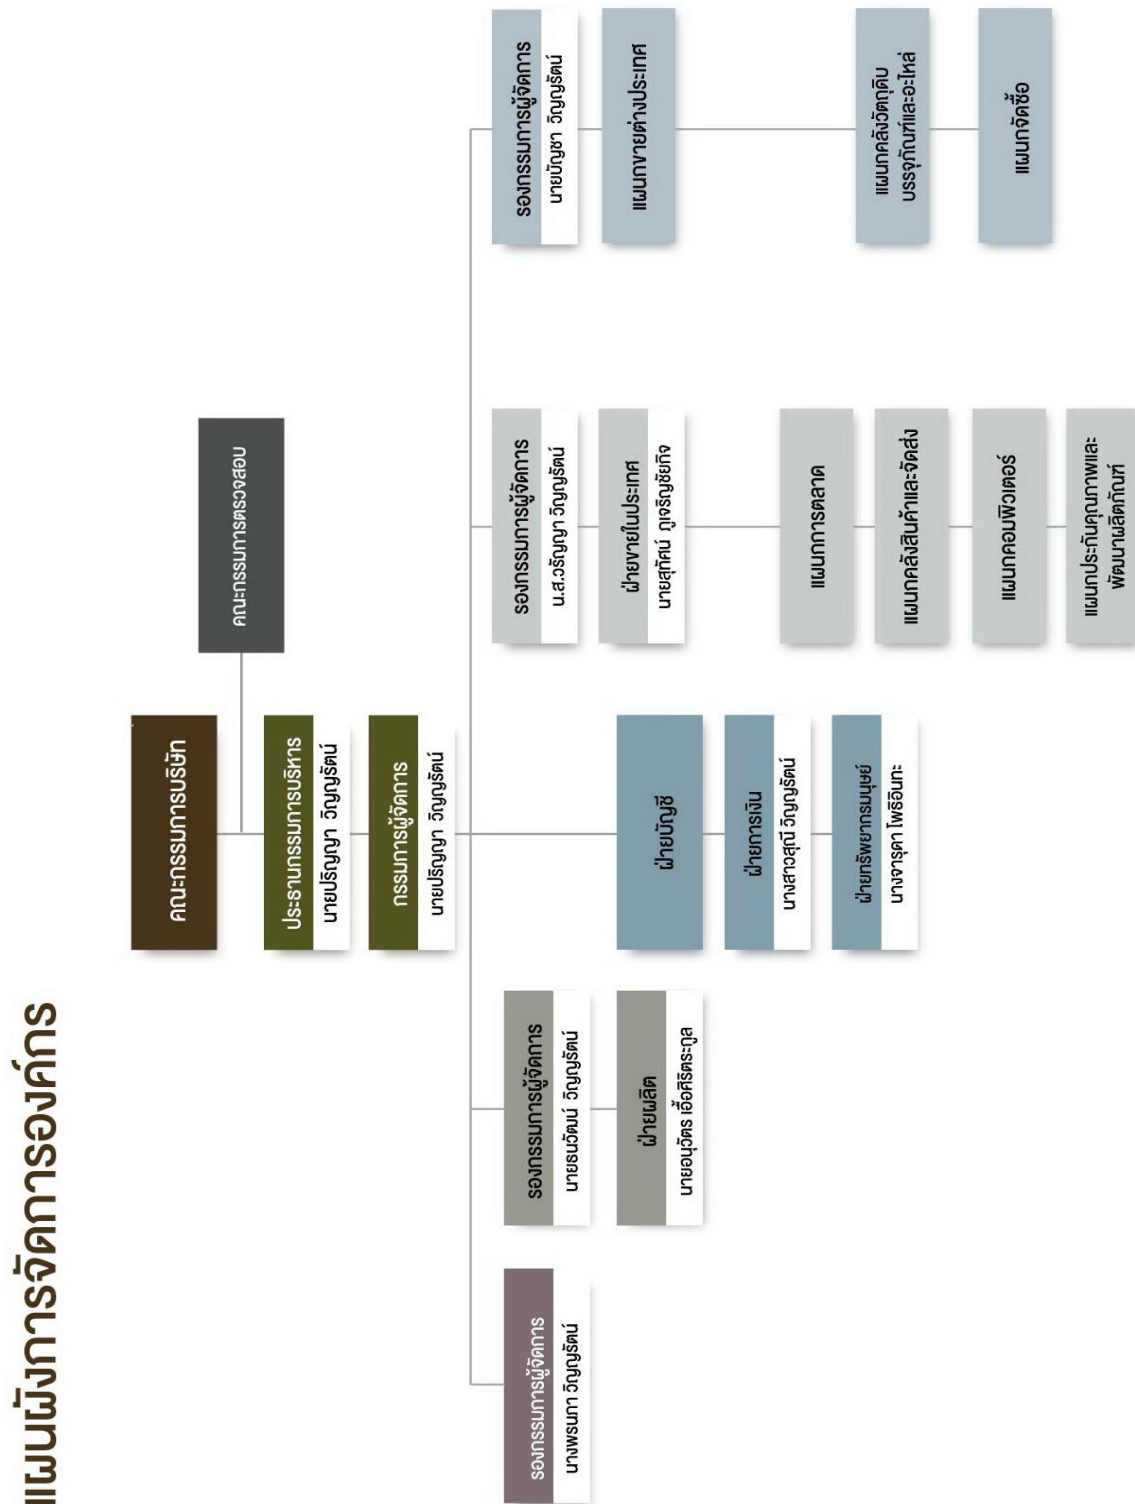 แผนผังการจัดการองค์กร
คณะกรรมการบริษัท
คณะกรรมการตรวจสอบ
ประธานกรรมการบริหาร
นายปริญญา วิญญรัตน์
กรรมการผู้จัดการ
นายปริญญา วิญญรัตน์
รองกรรมการผู้จัดการ
นางพรนภา วิญญรัตน์
รองกรรมการผู้จัดการ
นายธนวัฒน์ วิญญรัตน์
ฝ่ายผลิต
นายอนุวัตร เอื้อศิริตระกูล
ฝ่ายบัญชี
ฝ่ายการเงิน
นางสาวสุณี วิญญรัตน์
ฝ่ายทรัพยากรมนุษย์
นางจารุดา โพธิอินทะ
รองกรรมการผู้จัดการ
น.ส.วรัญญา วิญญรัตน์
ฝ่ายขายในประเทศ
นายสุทัศน์ ภูเจริญชัยกิจ
แผนกการตลาด
แผนกคลังสินค้าและจัดส่ง
แผนกคอมพิวเตอร์
แผนกประกันคุณภาพและ
พัฒนาผลิตภัณฑ์
รองกรรมการผู้จัดการ
นายบัญชา วิญญรัตน์
แผนกขายต่างประเทศ
แผนกคลังวัตถุดิบ
บรรจุภัณฑ์และอะไหล่
แผนกจัดซื้อ